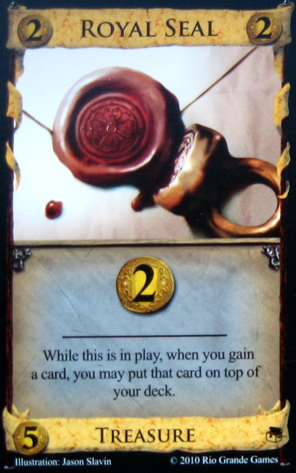 2 ROYAL SEAL 2
2
While this is in play, when you gain
a card, you may put that card on top of
your deck.
5 TREASURE
Illustration: Jason Slavin © 2010 Rio Grande Games